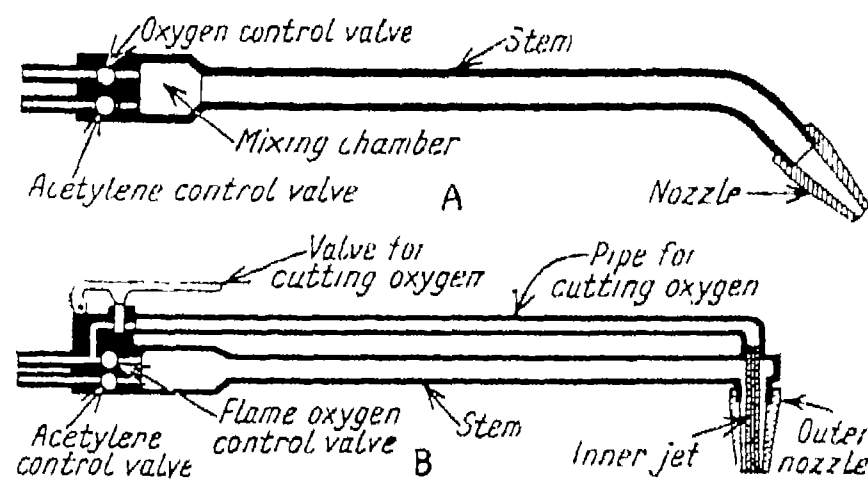 Oxygen control valve
Stem
Mixing chamber
Acetylene control valve
A
Nozzle
Valve for
cutting oxygen
Pipe for
cutting oxygen
Acetylene
control valve
Flame oxygen
control valve
B
Stem
Inner jet
Outer
nozzle